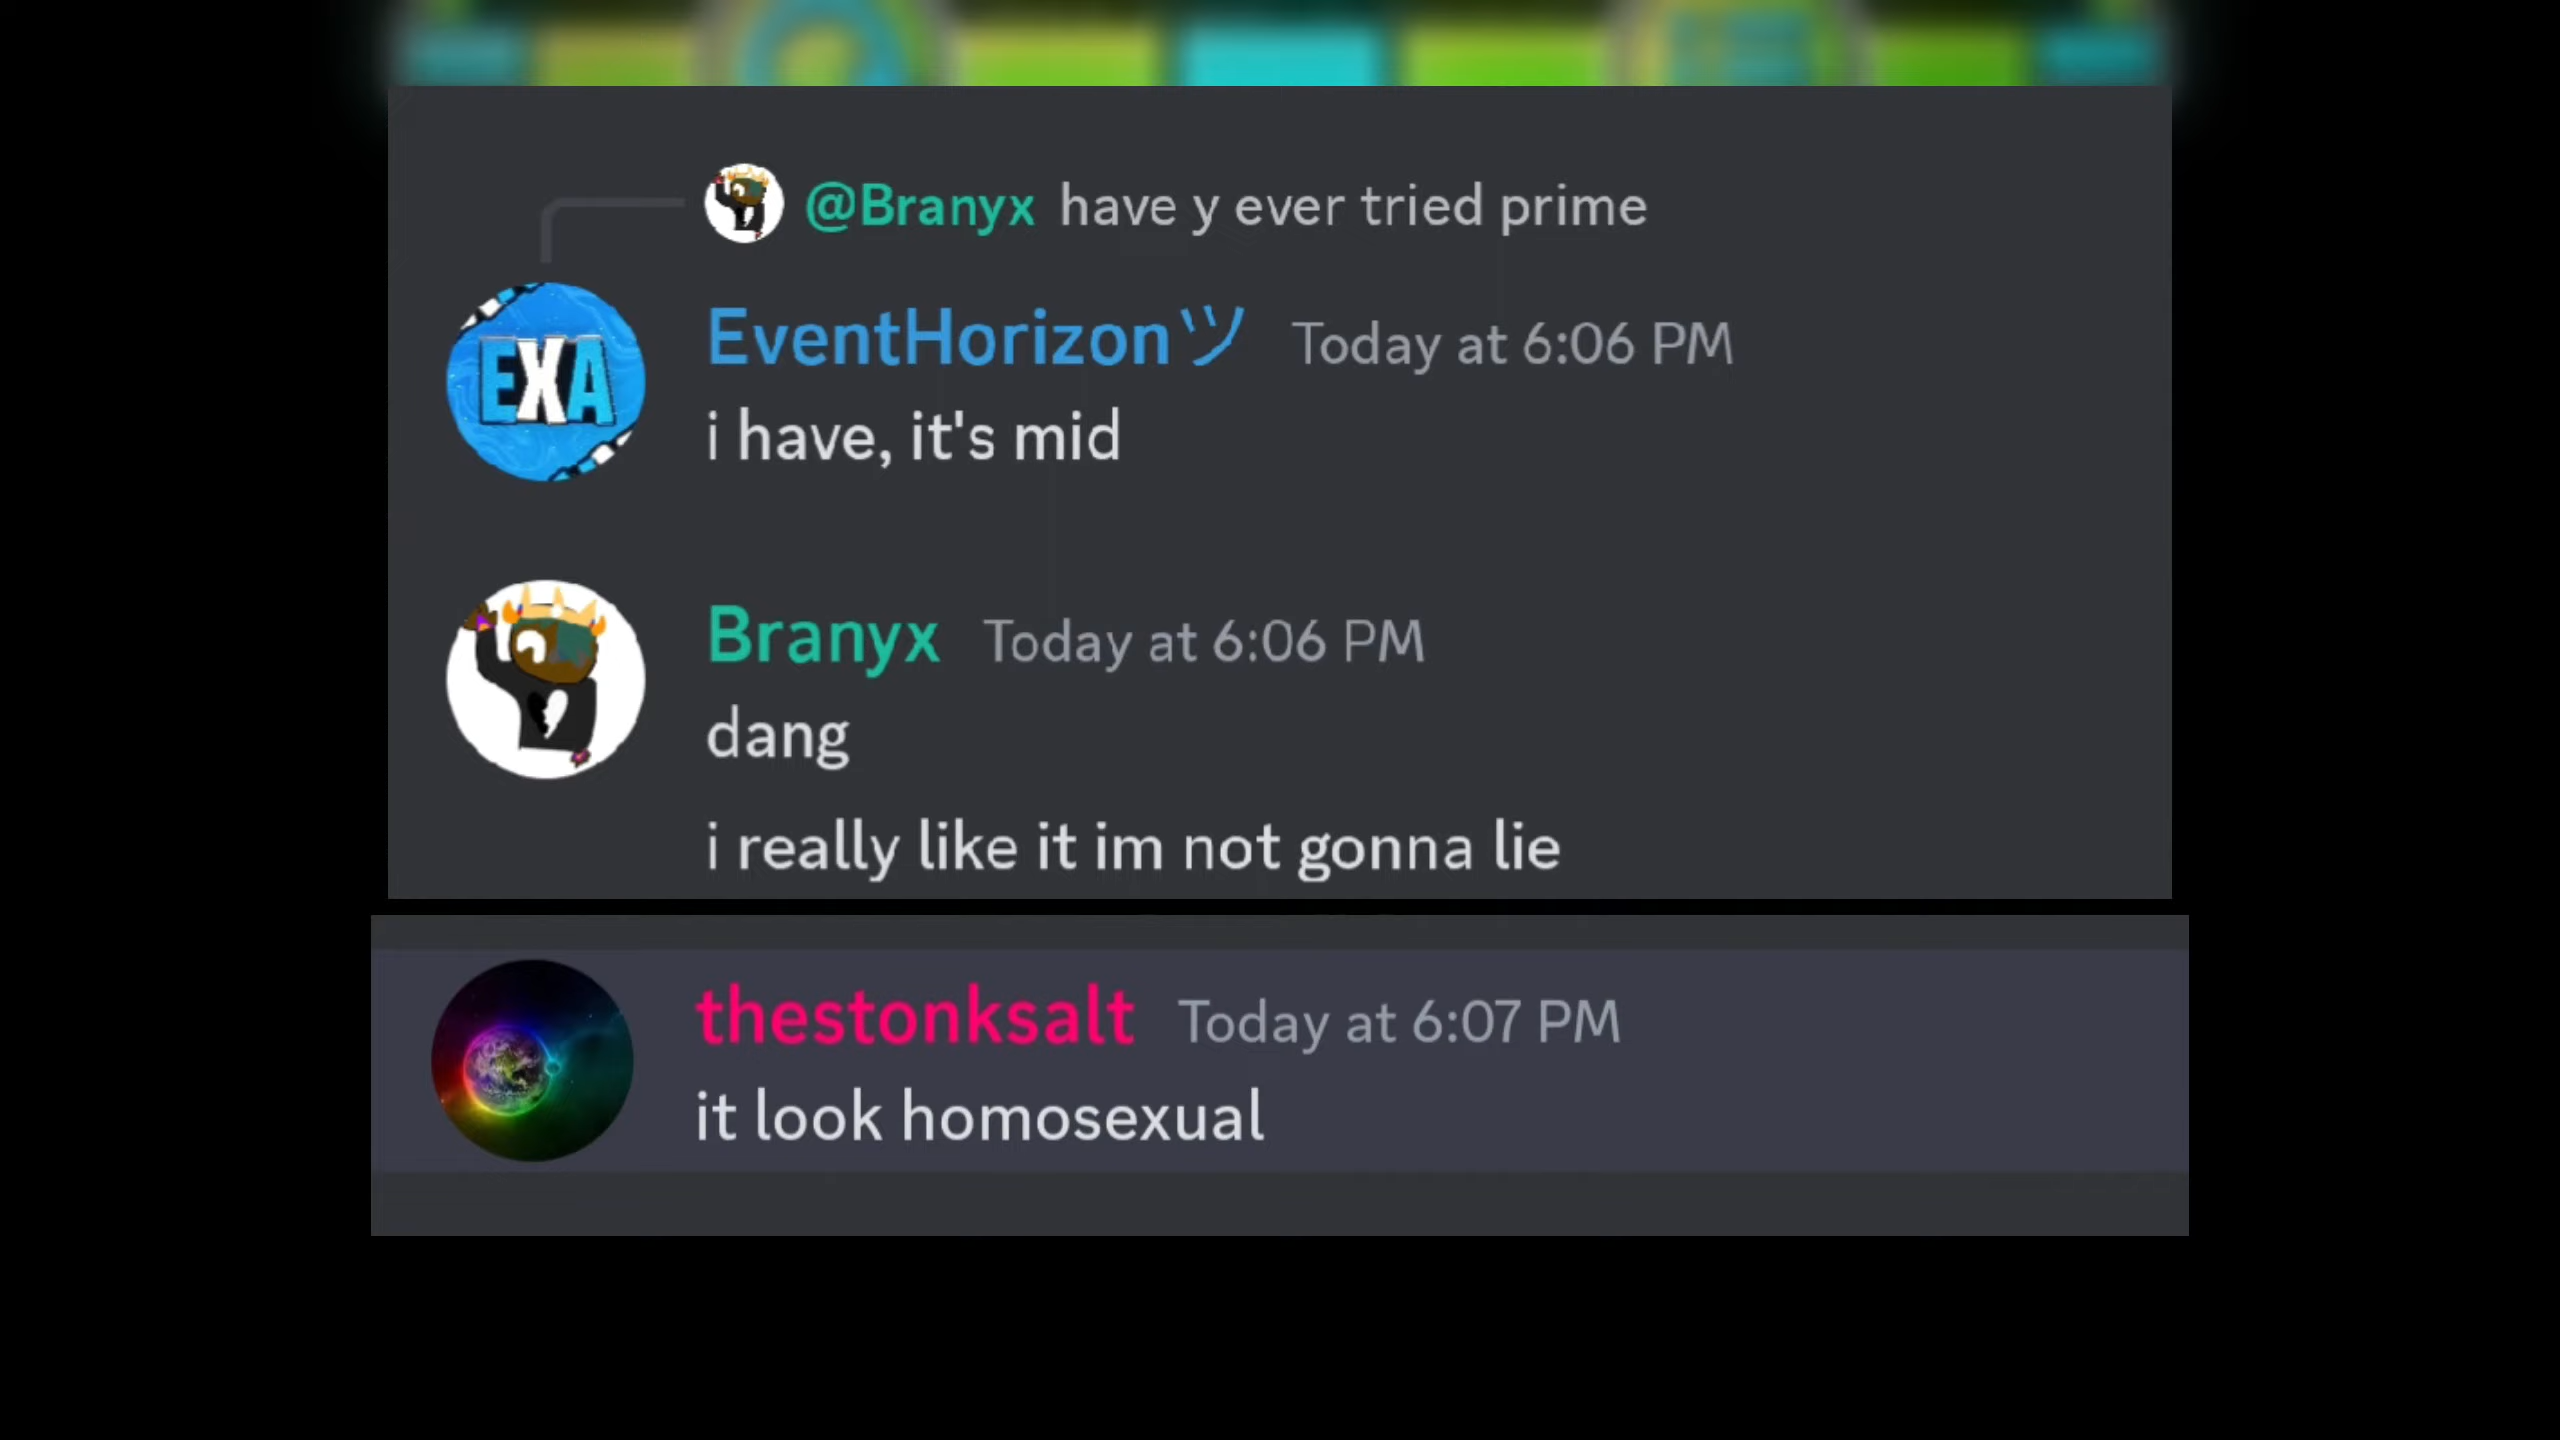 @Branyx have y ever tried prime
EventHorizonツ Today at 6:06 PM
EXA
i have, it's mid
Branyx Today at 6:06 PM
dang
i really like it im not gonna lie
thestonksalt Today at 6:07 PM
it look homosexual